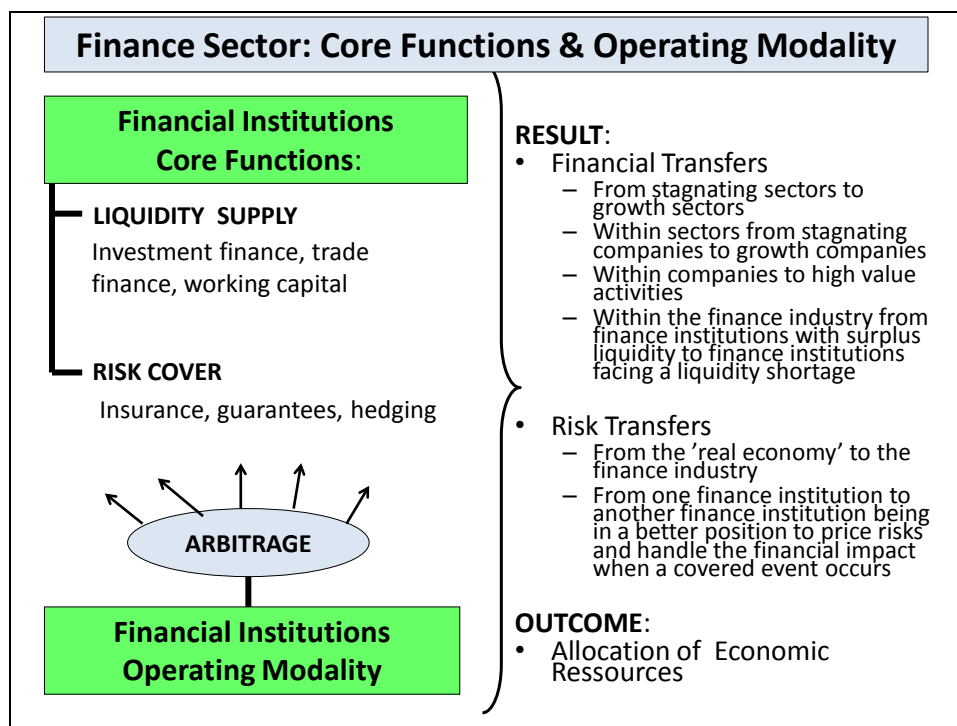 Finance Sector: Core Functions & Operating Modality
Financial Institutions
Core Functions:
LIQUIDITY SUPPLY
Investment finance, trade
finance, working capital
RISK COVER
Insurance, guarantees, hedging
ARBITRAGE
Financial Institutions
Operating Modality
RESULT:
• Financial Transfers
– From stagnating sectors to
growth sectors
– Within sectors from stagnating
companies to growth companies
– Within companies to high value
activities
– Within the finance industry from
finance institutions with surplus
liquidity to finance institutions
facing a liquidity shortage
• Risk Transfers
– From the ’real economy’ to the
finance industry
– From one finance institution to
another finance institution being
in a better position to price risks
and handle the financial impact
when a covered event occurs
OUTCOME:
• Allocation of Economic
Ressources